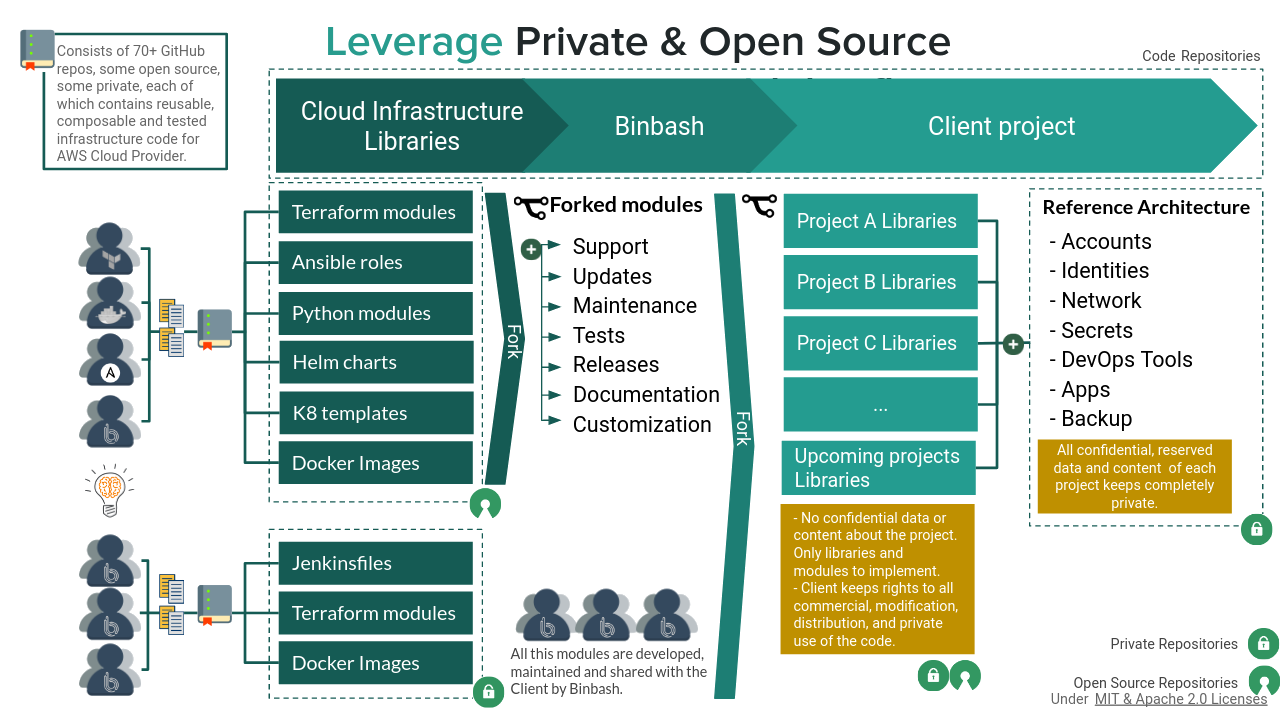 Leverage Private & Open Source
Code Repositories
Consists of 70+ GitHub
repos, some open source,
some private, each of
which contains reusable,
composable and tested
infrastructure code for
AWS Cloud Provider.
Cloud Infrastructure
Libraries
Binbash
Client project
Terraform modules
Ansible roles
Python modules
Helm charts
K8 templates
Docker Images
Fork
Forked modules
Support
Updates
Maintenance
Tests
Releases
Documentation
Customization
Fork
Project A Libraries
Project B Libraries
Project C Libraries
...
Upcoming projects
Libraries
- No confidential data or
content about the project.
Only libraries and
modules to implement.
- Client keeps rights to all
commercial, modification,
distribution, and private
use of the code.
Reference Architecture
- Accounts
- Identities
- Network
- Secrets
- DevOps Tools
- Apps
- Backup
All confidential, reserved
data and content of each
project keeps completely
private.
Jenkinsfiles
Terraform modules
Docker Images
All this modules are developed,
maintained and shared with the
Client by Binbash.
Private Repositories
Open Source Repositories
Under MIT & Apache 2.0 Licenses